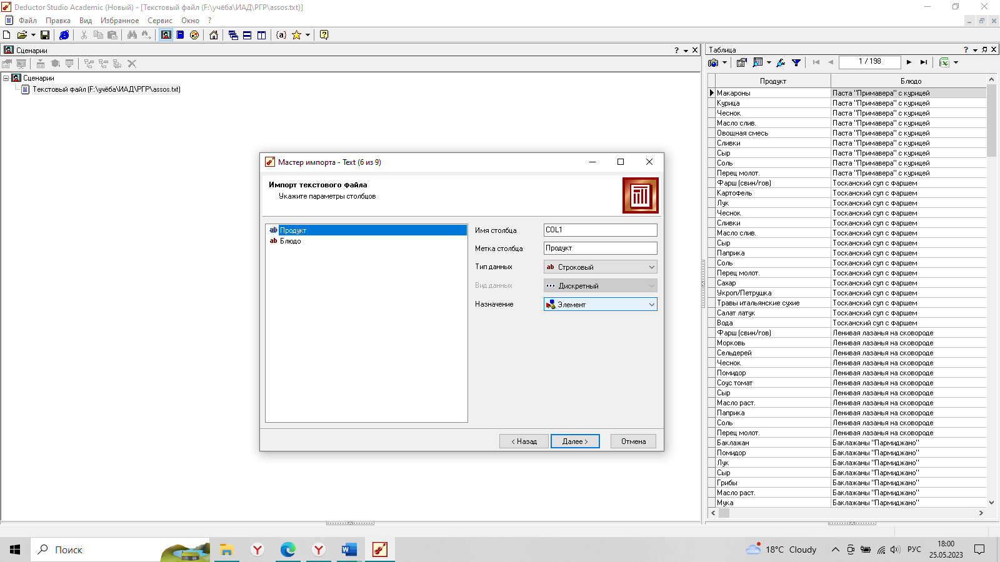 Deductor Studio Academic (Новый) - [Текстовый файл (F:\учёба\ИАД\РГР\assos.txt)]
Файл Правка Вид Избранное Сервис Окно ?
Сценарии
Сценарии
Текстовый файл (F:\учёба\ИАД\РГР\assos.txt)
Мастер импорта - Text (6 из 9)
Импорт текстового файла
Укажите параметры столбцов
ab Продукт
ab Блюдо
Имя столбца COL1
Метка столбца Продукт
Тип данных ab Строковый
Вид данных Дискретный
Назначение Элемент
< Назад Далее > Отмена
Таблица
1 / 198
Продукт Блюдо
Макароны Паста "Примавера" с курицей
Курица Паста "Примавера" с курицей
Чеснок Паста "Примавера" с курицей
Масло слив. Паста "Примавера" с курицей
Овощная смесь Паста "Примавера" с курицей
Сливки Паста "Примавера" с курицей
Сыр Паста "Примавера" с курицей
Соль Паста "Примавера" с курицей
Перец молот. Паста "Примавера" с курицей
Фарш (свин/гов) Тосканский суп с фаршем
Картофель Тосканский суп с фаршем
Лук Тосканский суп с фаршем
Чеснок Тосканский суп с фаршем
Сливки Тосканский суп с фаршем
Масло слив. Тосканский суп с фаршем
Сыр Тосканский суп с фаршем
Паприка Тосканский суп с фаршем
Соль Тосканский суп с фаршем
Перец молот. Тосканский суп с фаршем
Сахар Тосканский суп с фаршем
Укроп/Петрушка Тосканский суп с фаршем
Травы итальянские сухие Тосканский суп с фаршем
Салат латук Тосканский суп с фаршем
Вода Тосканский суп с фаршем
Фарш (свин/гов) Ленивая лазанья на сковороде
Морковь Ленивая лазанья на сковороде
Сельдерей Ленивая лазанья на сковороде
Чеснок Ленивая лазанья на сковороде
Помидор Ленивая лазанья на сковороде
Соус томат Ленивая лазанья на сковороде
Сыр Ленивая лазанья на сковороде
Масло раст. Ленивая лазанья на сковороде
Паприка Ленивая лазанья на сковороде
Соль Ленивая лазанья на сковороде
Перец молот. Ленивая лазанья на сковороде
Баклажан Баклажаны "Пармиджано"
Помидор Баклажаны "Пармиджано"
Лук Баклажаны "Пармиджано"
Сыр Баклажаны "Пармиджано"
Грибы Баклажаны "Пармиджано"
Масло раст. Баклажаны "Пармиджано"
Мука Баклажаны "Пармиджано"
Поиск
18°C Cloudy
РУС
18:00
25.05.2023